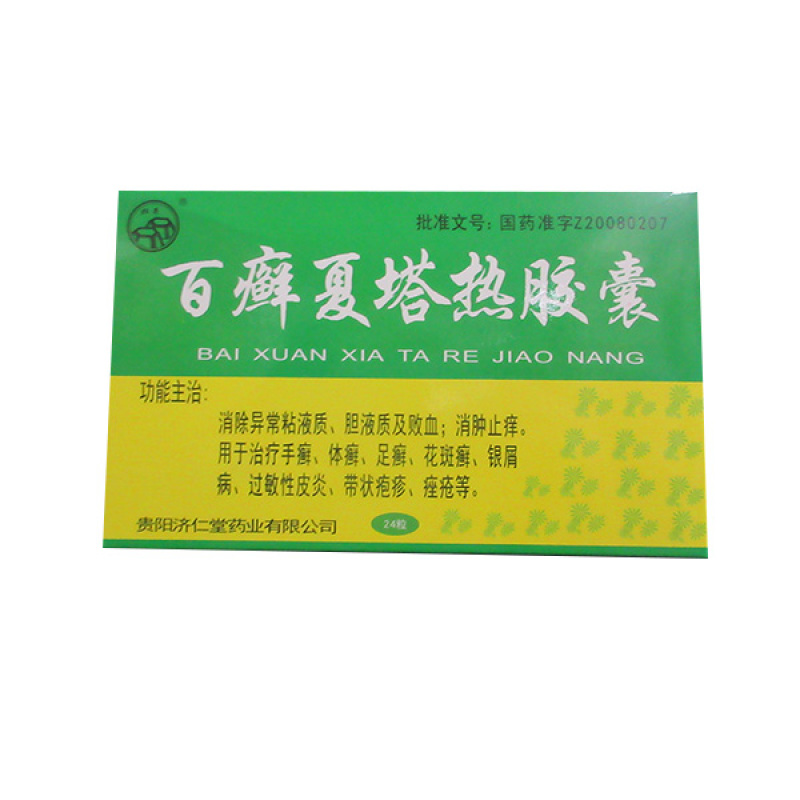 ®
批准文号：国药准字Z20080207
百癣夏塔热胶囊
BAI XUAN XIA TA RE JIAO NANG
功能主治：
消除异常粘液质、胆液质及败血；消肿止痒。
用于治疗手癣、体癣、足癣、花斑癣、银屑
病、过敏性皮炎、带状疱疹、痤疮等。
贵阳济仁堂药业有限公司
24粒